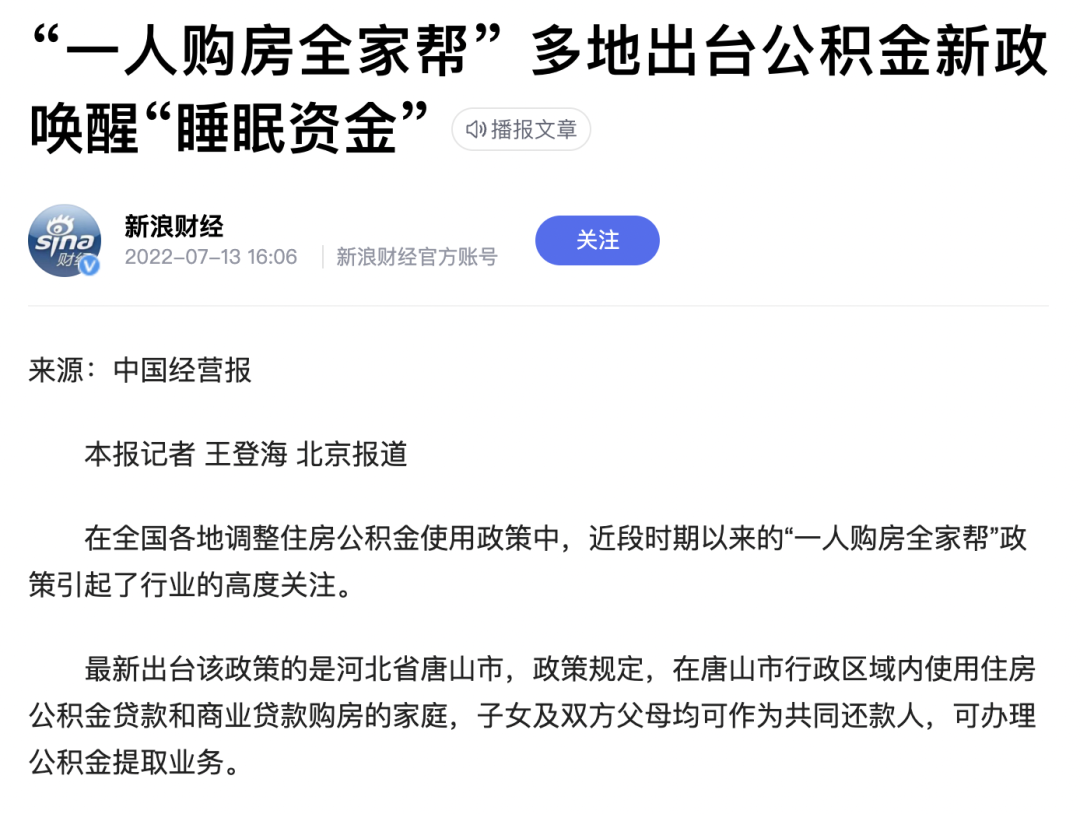 “一人购房全家帮” 多地出台公积金新政
唤醒“睡眠资金”
播报文章
sina
财经
新浪财经
2022-07-13 16:06
新浪财经官方账号
关注
来源：中国经营报
本报记者 王登海 北京报道
在全国各地调整住房公积金使用政策中，近段时期以来的“一人购房全家帮”政
策引起了行业的高度关注。
最新出台该政策的是河北省唐山市，政策规定，在唐山市行政区域内使用住房
公积金贷款和商业贷款购房的家庭，子女及双方父母均可作为共同还款人，可办理
公积金提取业务。